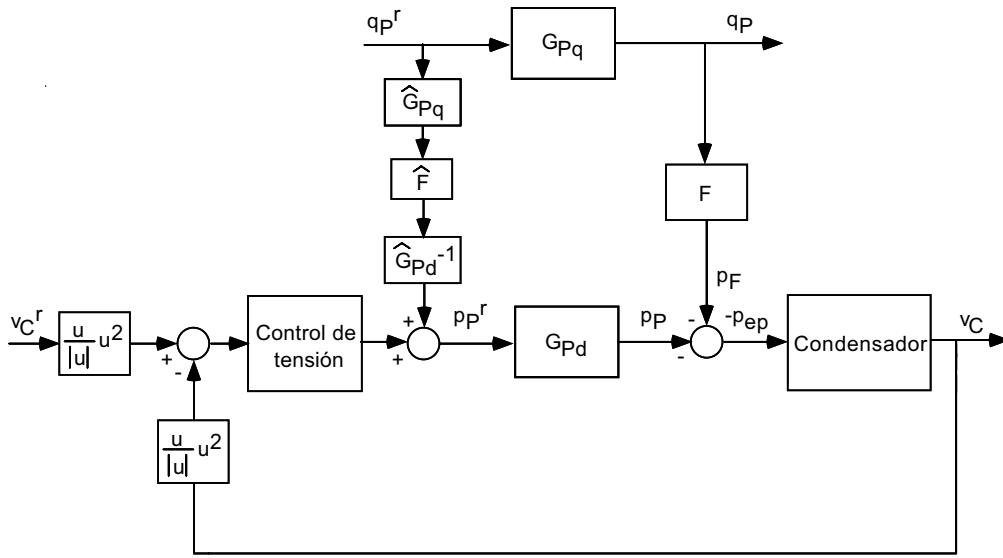 q_P^r
G_Pq
q_P
Ĝ_Pq
F̂
F
Ĝ_Pd^-1
p_F
v_C^r
u/|u| u²
+
-
Control de
tensión
+
+
p_P^r
G_Pd
p_P
-
-
-p_ep
Condensador
v_C
u/|u| u²